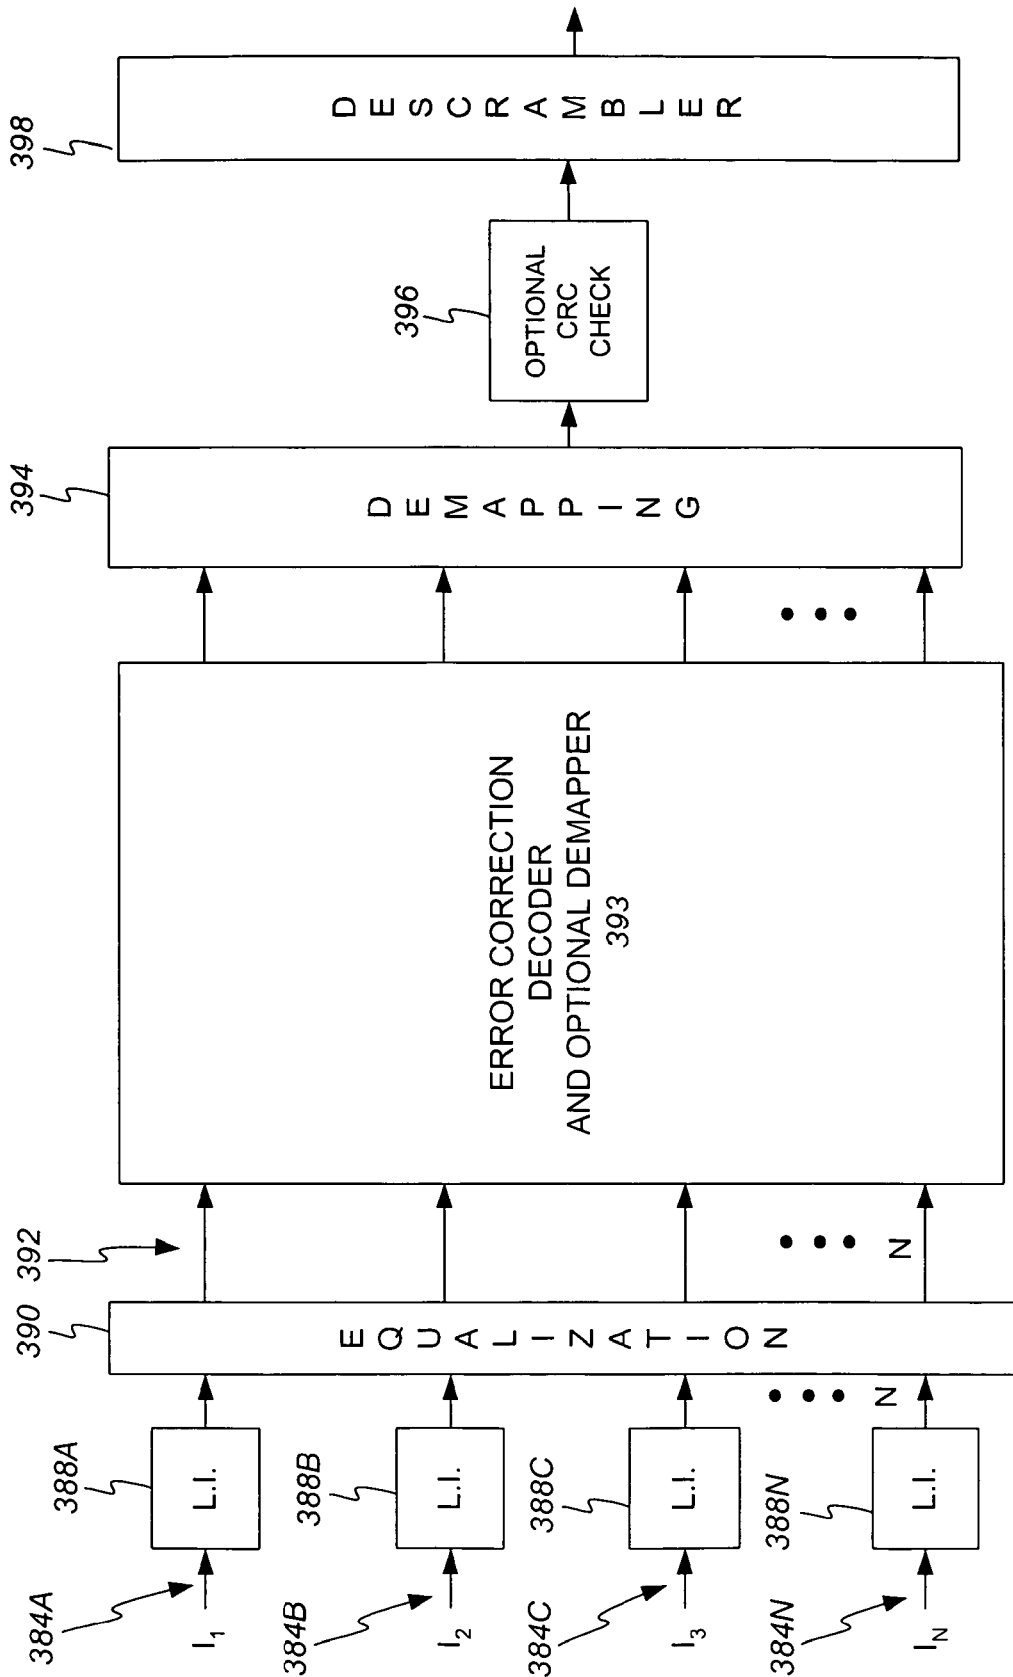 384A
I1
384B
I2
384C
I3
384N
IN
388A
L.I.
388B
L.I.
388C
L.I.
388N
L.I.
N
390
EQUALIZATION
392
N
ERROR CORRECTION
DECODER
AND OPTIONAL DEMAPPER
393
394
DEMAPPING
396
OPTIONAL
CRC
CHECK
398
DESCRAMBLER